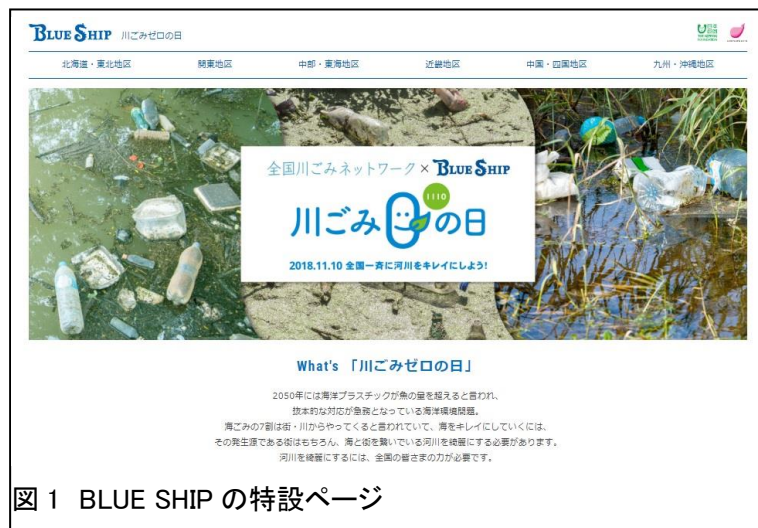 BLUE SHIP 川ごみゼロの日
北海道・東北地区 関東地区 中部・東海地区 近畿地区 中国・四国地区 九州・沖縄地区
全国川ごみネットワーク × BLUE SHIP
1110
川ごみ0の日
2018.11.10 全国一斉に河川をキレイにしよう!
What's 「川ごみゼロの日」
2050年には海洋プラスチックが魚の量を超えると言われ、
抜本的な対応が急務となっている海洋環境問題。
海ごみの7割は街・川からやってくると言われていて、海をキレイにしていくには、
その発生源である街はもちろん、海と街を繋いでいる河川を綺麗にする必要があります。
河川を綺麗にするには、全国の皆さまの力が必要です。
図 1 BLUE SHIP の特設ページ